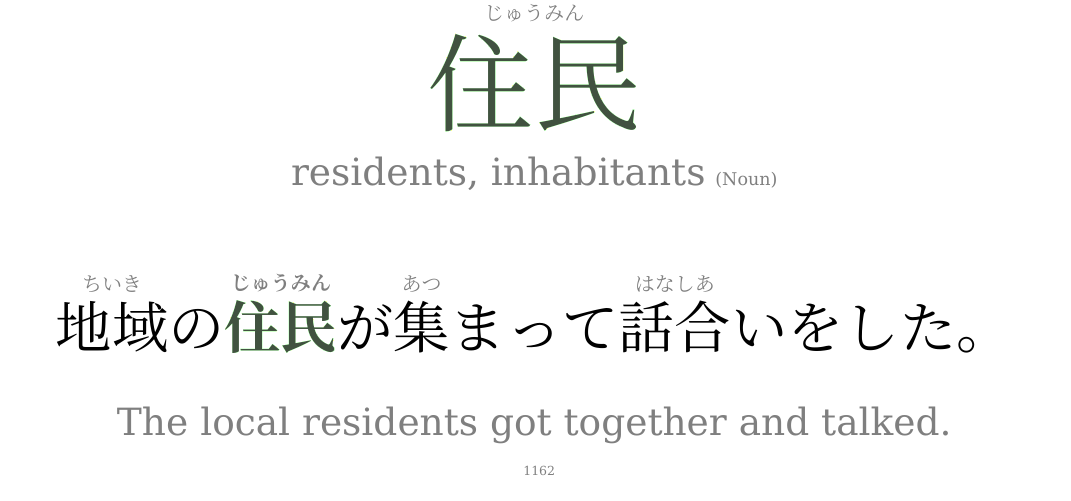 じゅうみん
住民
residents, inhabitants (Noun)
ちいき じゅうみん あつ はなしあ
地域の住民が集まって話合いをした。
The local residents got together and talked.
1162